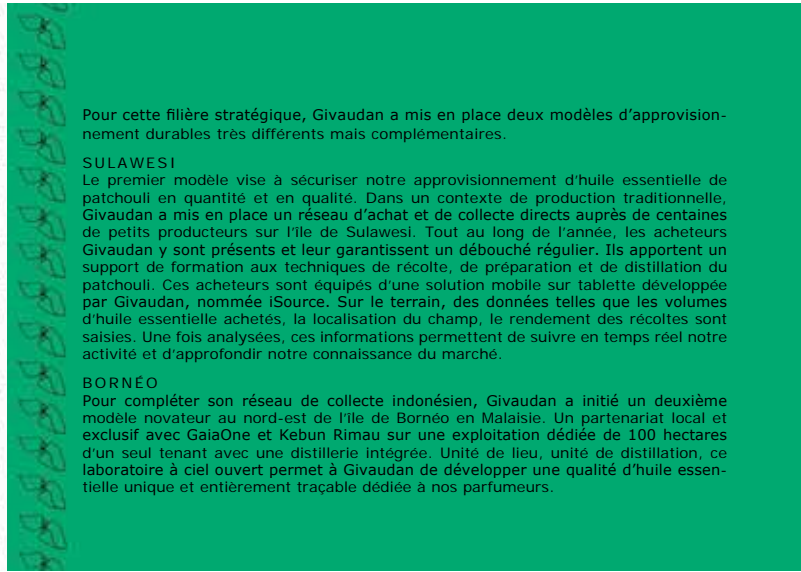 Pour cette filière stratégique, Givaudan a mis en place deux modèles d'approvision-
nement durables très différents mais complémentaires.
SULAWESI
Le premier modèle vise à sécuriser notre approvisionnement d'huile essentielle de
patchouli en quantité et en qualité. Dans un contexte de production traditionnelle,
Givaudan a mis en place un réseau d'achat et de collecte directs auprès de centaines
de petits producteurs sur l'île de Sulawesi. Tout au long de l'année, les acheteurs
Givaudan y sont présents et leur garantissent un débouché régulier. Ils apportent un
support de formation aux techniques de récolte, de préparation et de distillation du
patchouli. Ces acheteurs sont équipés d'une solution mobile sur tablette développée
par Givaudan, nommée iSource. Sur le terrain, des données telles que les volumes
d'huile essentielle achetés, la localisation du champ, le rendement des récoltes sont
saisies. Une fois analysées, ces informations permettent de suivre en temps réel notre
activité et d'approfondir notre connaissance du marché.
BORNÉO
Pour compléter son réseau de collecte indonésien, Givaudan a initié un deuxième
modèle novateur au nord-est de l'île de Bornéo en Malaisie. Un partenariat local et
exclusif avec GaiaOne et Kebun Rimau sur une exploitation dédiée de 100 hectares
d'un seul tenant avec une distillerie intégrée. Unité de lieu, unité de distillation, ce
laboratoire à ciel ouvert permet à Givaudan de développer une qualité d'huile essen-
tielle unique et entièrement traçable dédiée à nos parfumeurs.